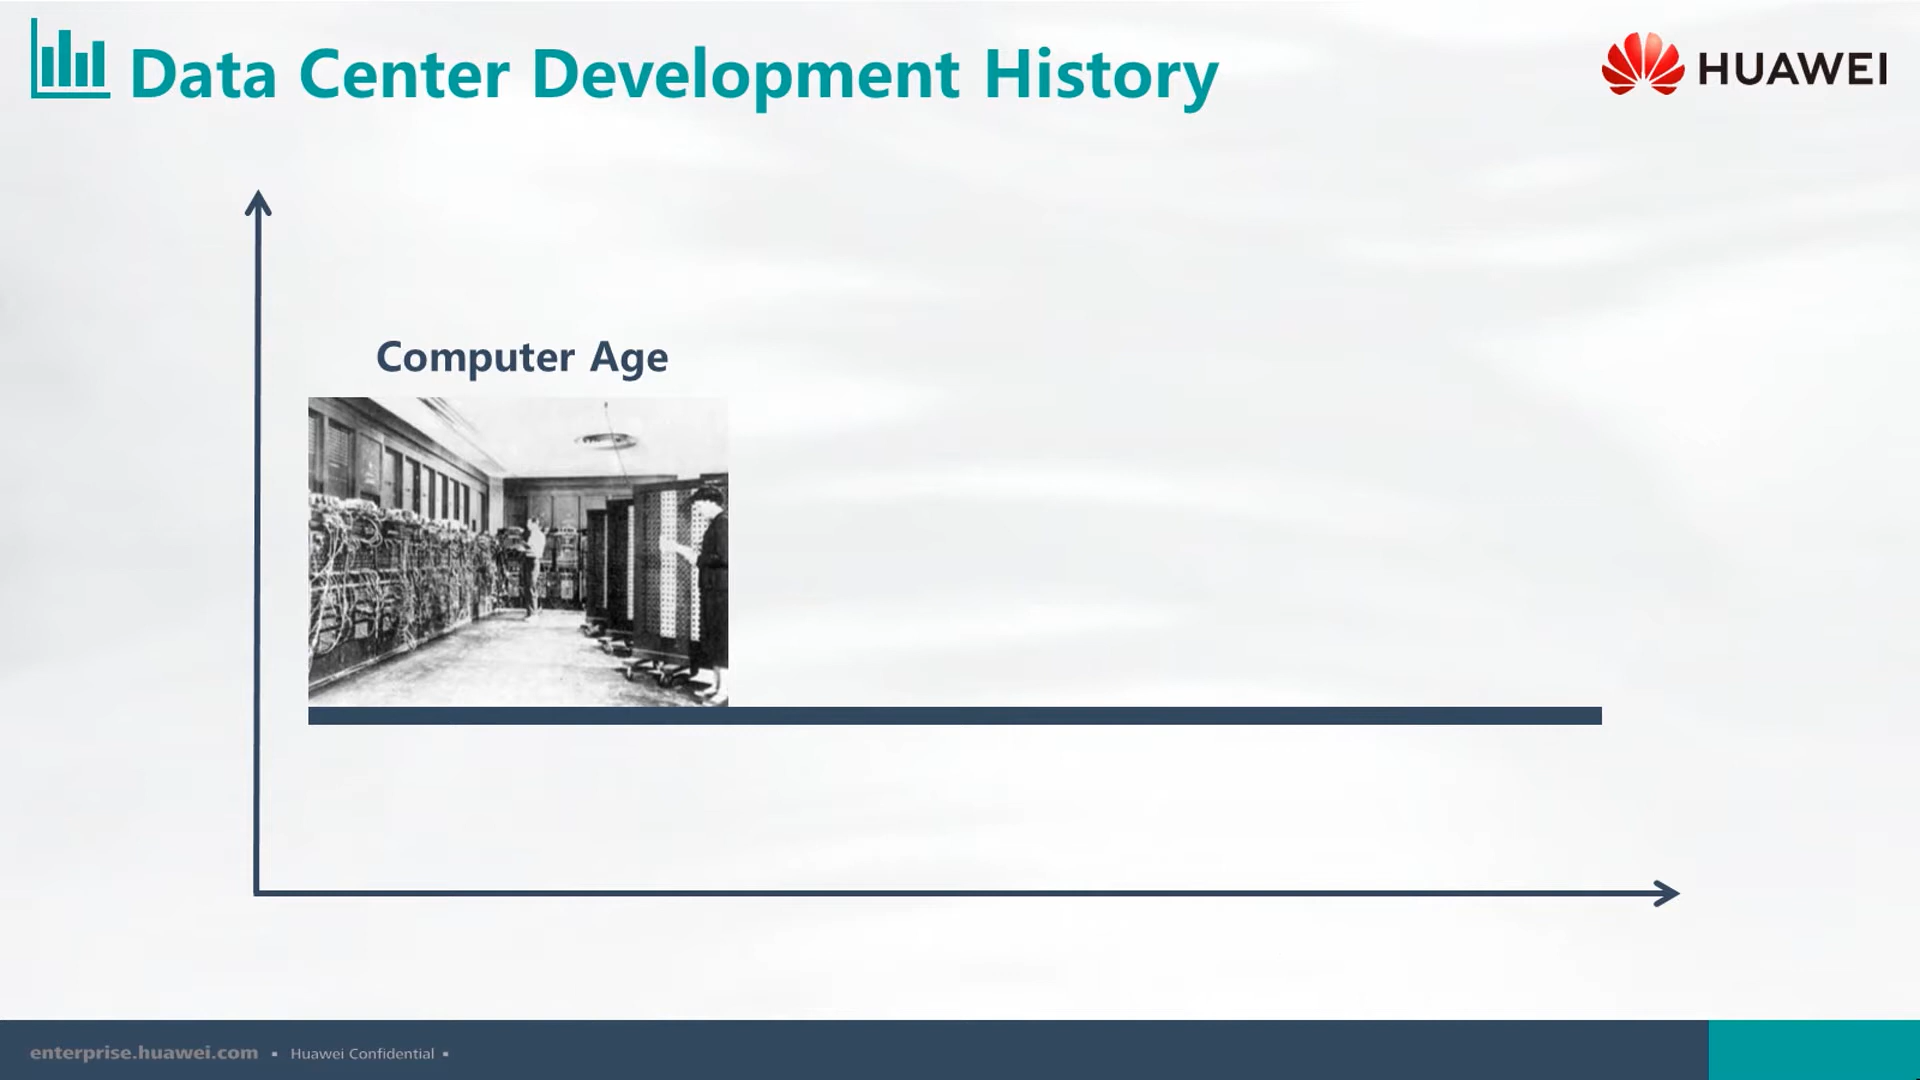 Data Center Development History
HUAWEI
Computer Age
enterprise.huawei.com ▪ Huawei Confidential ▪